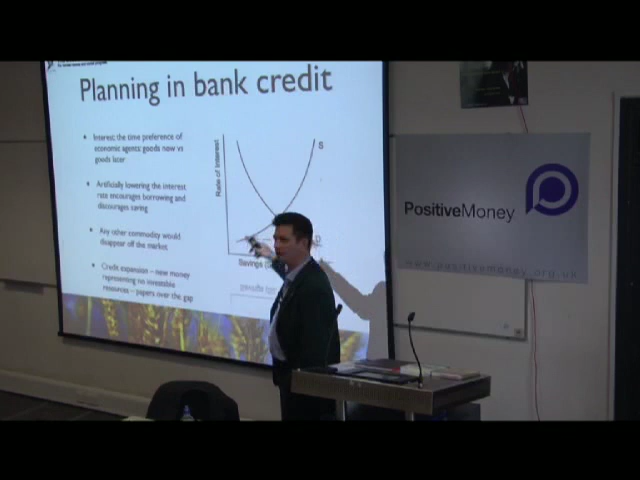 Planning in bank credit
• Interest: the time preference of
economic agents: goods now vs
goods later
• Artificially lowering the interest
rate encourages borrowing and
discourages saving
• Any other commodity would
disappear off the market
• Credit expansion – new money
representing no investible
resources – papers over the gap
Rate of Interest
S
D
Savings
PositiveMoney
www.positivemoney.org.uk